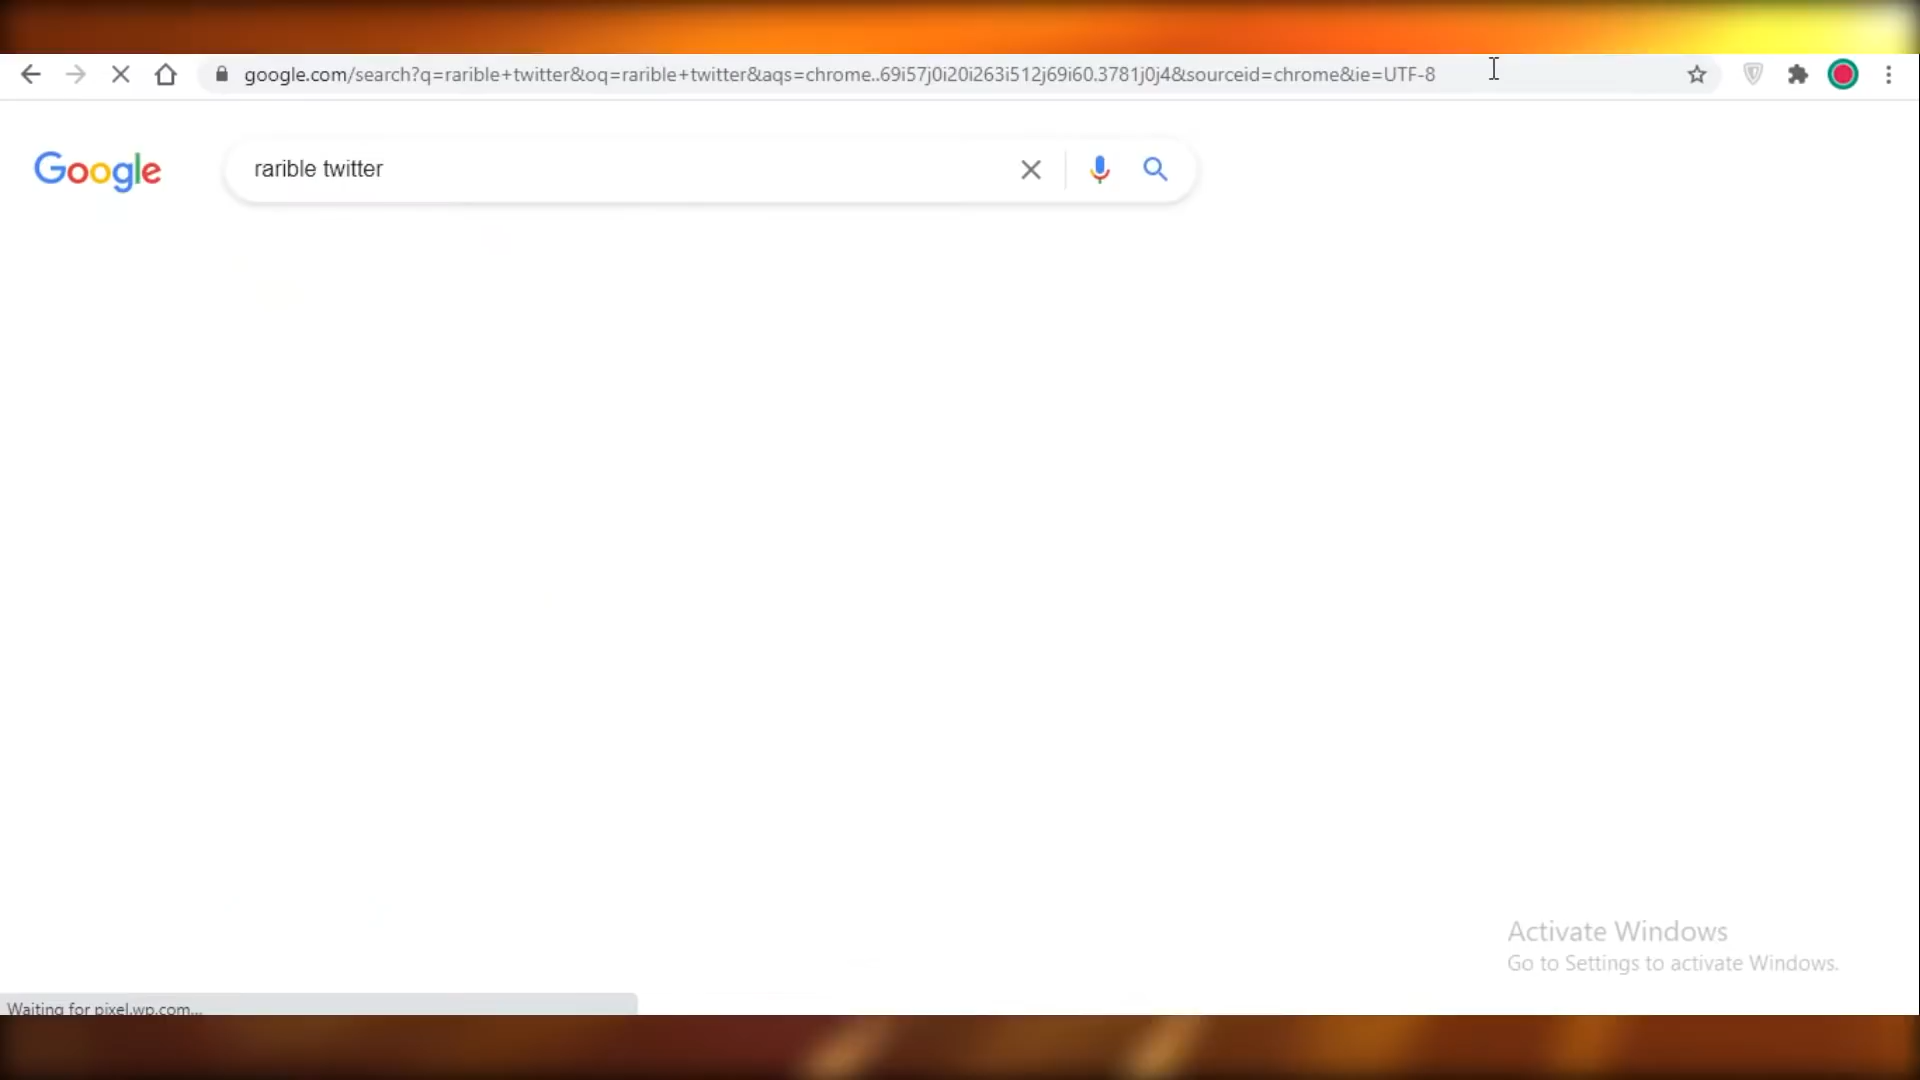 google.com/search?q=rarible+twitter&oq=rarible+twitter&aqs=chrome..69i57j0i20i263i512j69i60.3781j0j4&sourceid=chrome&ie=UTF-8
Google
rarible twitter
Activate Windows
Go to Settings to activate Windows.
Waiting for pixel.wp.com...